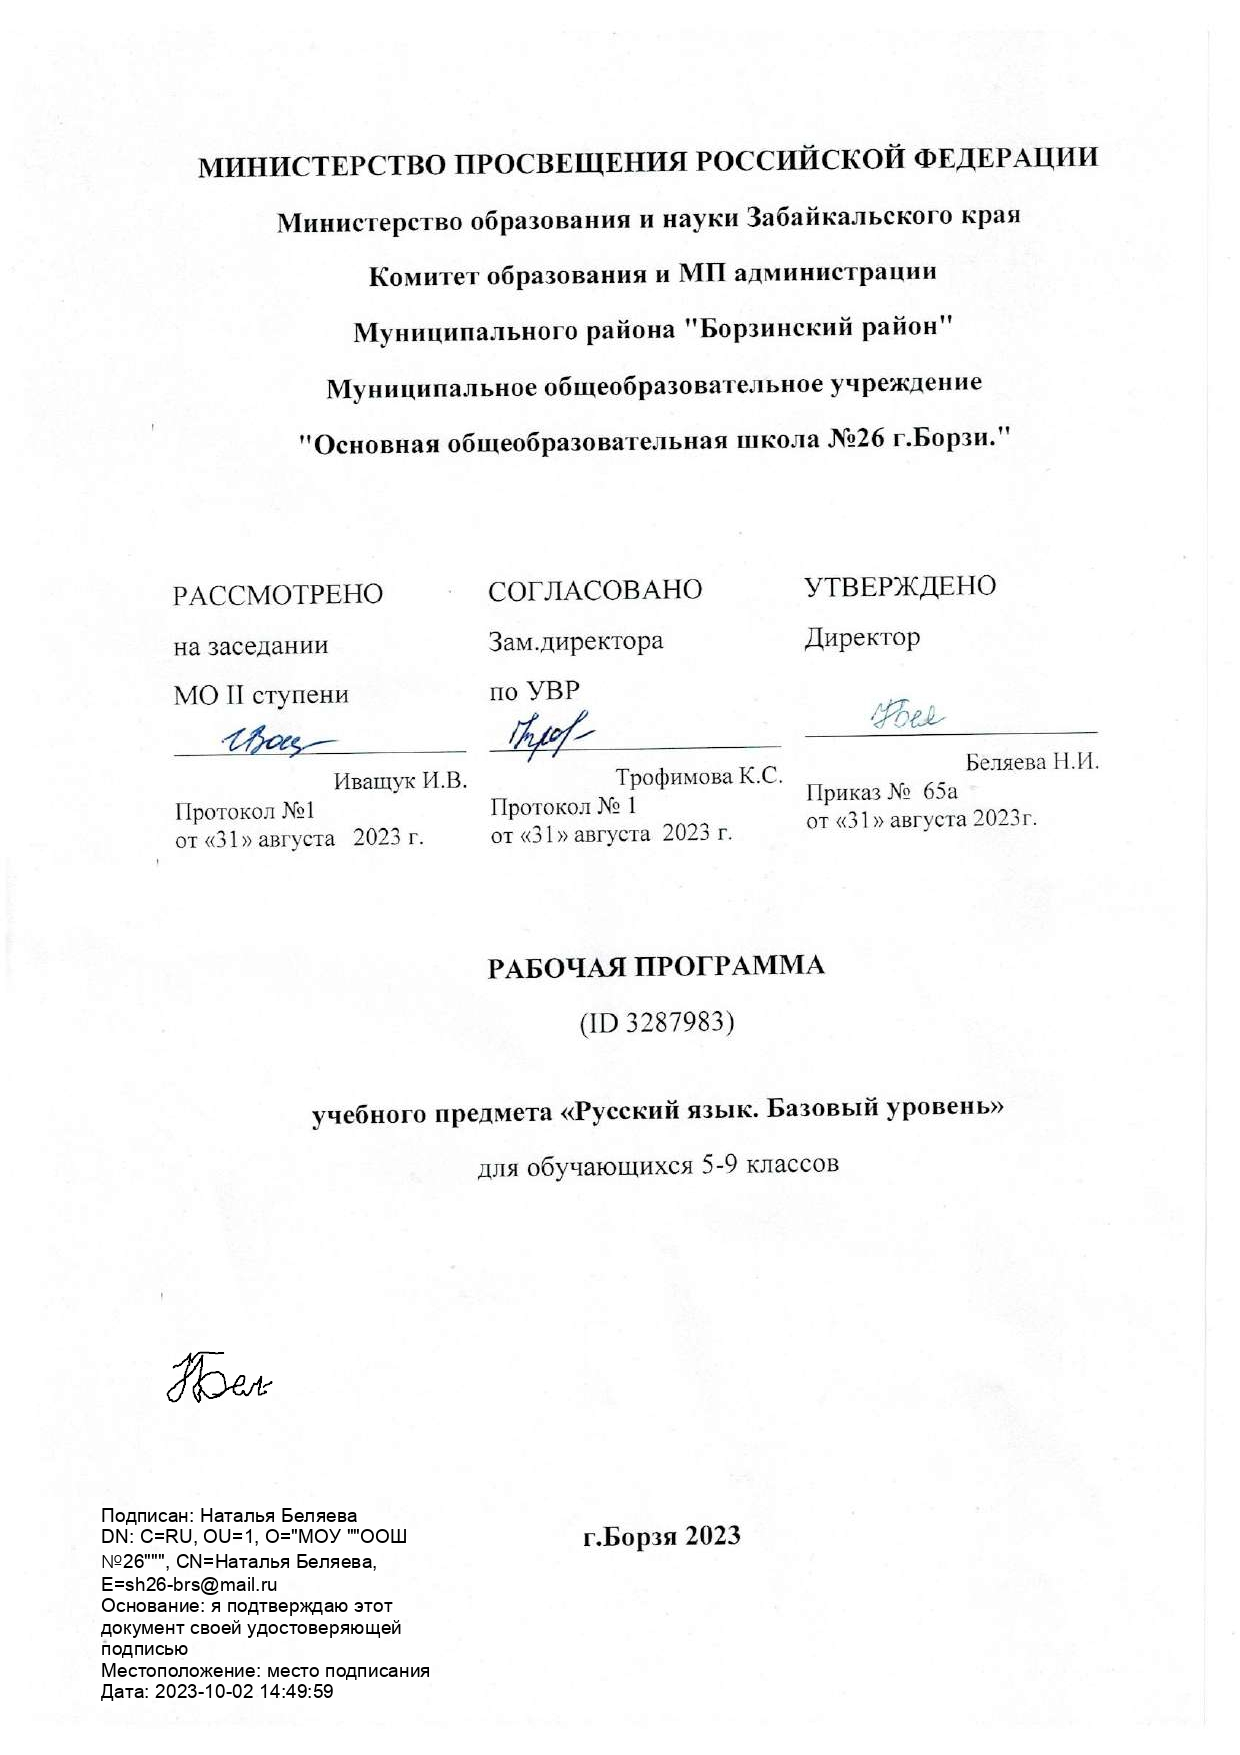 МИНИСТЕРСТВО ПРОСВЕЩЕНИЯ РОССИЙСКОЙ ФЕДЕРАЦИИ
Министерство образования и науки Забайкальского края
Комитет образования и МП администрации
Муниципального района "Борзинский район"
Муниципальное общеобразовательное учреждение
"Основная общеобразовательная школа №26 г.Борзи."
РАССМОТРЕНО
на заседании
МО II ступени
Иващук И.В.
Протокол №1
от «31» августа 2023 г.
СОГЛАСОВАНО
Зам.директора
по УВР
Трофимова К.С.
Протокол № 1
от «31» августа 2023 г.
УТВЕРЖДЕНО
Директор
Беляева Н.И.
Приказ № 65а
от «31» августа 2023г.
РАБОЧАЯ ПРОГРАММА
(ID 3287983)
учебного предмета «Русский язык. Базовый уровень»
для обучающихся 5-9 классов
г.Борзя 2023
Подписан: Наталья Беляева
DN: C=RU, OU=1, O="МОУ ""ООШ
№26""", CN=Наталья Беляева,
E=sh26-brs@mail.ru
Основание: я подтверждаю этот
документ своей удостоверяющей
подписью
Местоположение: место подписания
Дата: 2023-10-02 14:49:59